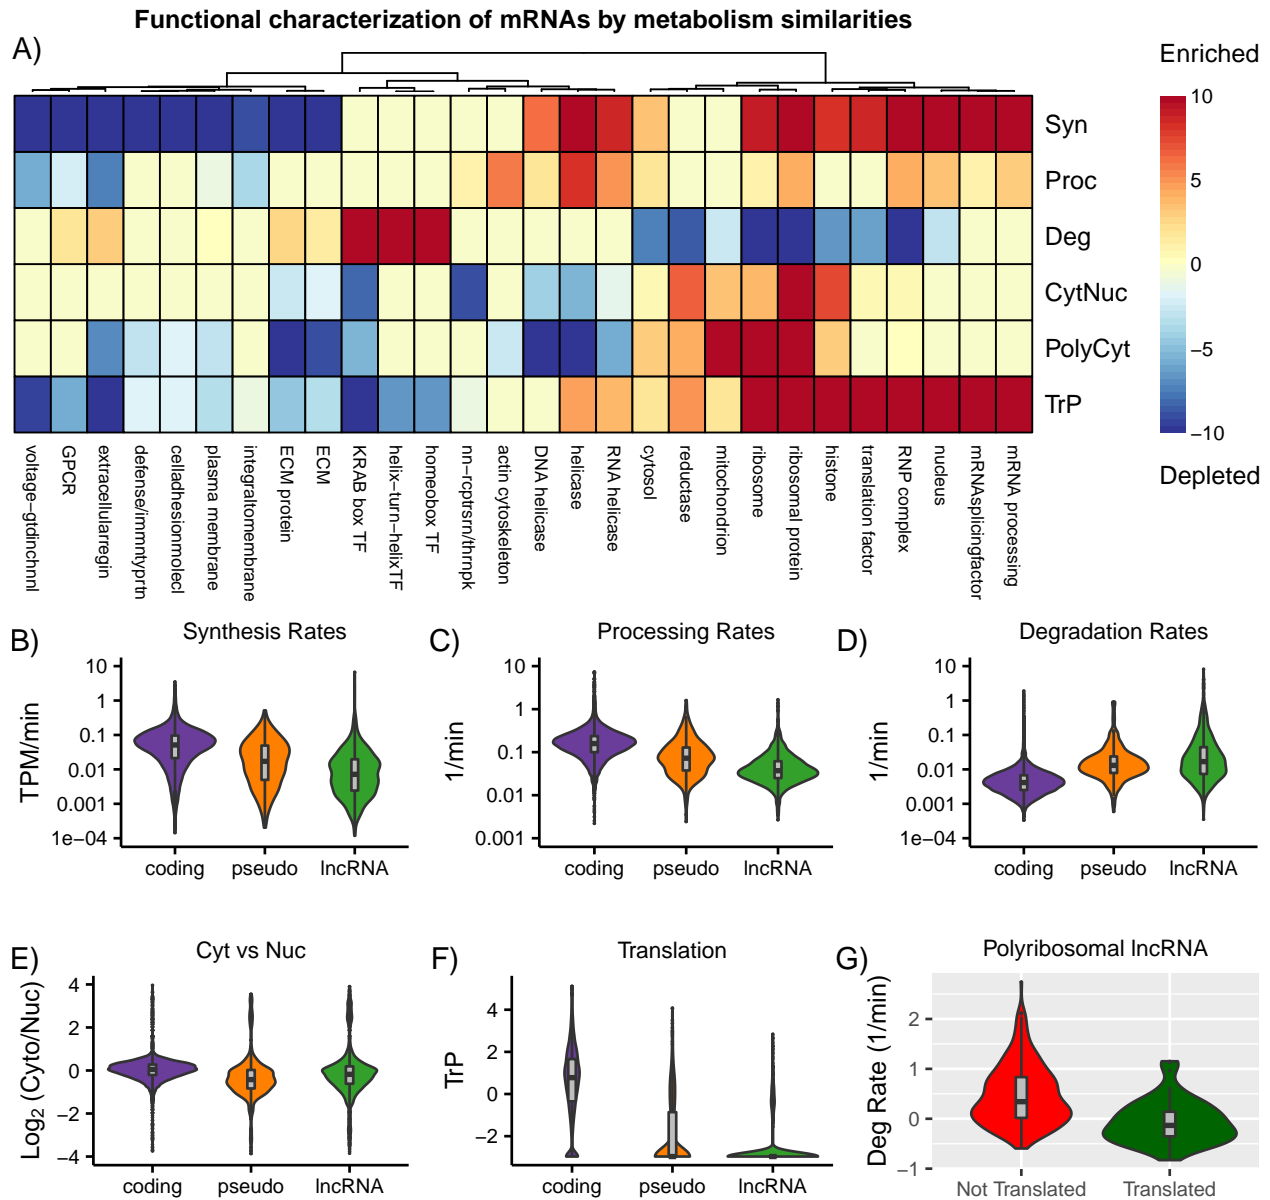 Functional characterization of mRNAs by metabolism similarities
A)
Enriched
10
5
0
−5
−10
Depleted
Syn
Proc
Deg
CytNuc
PolyCyt
TrP
voltage−gtdinchnnl
GPCR
extracellularregin
defense/immntyprtn
celladhesionmolecl
plasma membrane
integraltomembrane
ECM protein
ECM
KRAB box TF
helix−turn−helixTF
homeobox TF
nn−rcptrsrn/thrnpk
actin cytoskeleton
DNA helicase
helicase
RNA helicase
cytosol
reductase
mitochondrion
ribosome
ribosomal protein
histone
translation factor
RNP complex
nucleus
mRNAsplicingfactor
mRNA processing
B)
Synthesis Rates
TPM/min
10
1
0.1
0.01
0.001
1e−04
coding pseudo lncRNA
C)
Processing Rates
1/min
10
1
0.1
0.01
0.001
coding pseudo lncRNA
D)
Degradation Rates
1/min
10
1
0.1
0.01
0.001
1e−04
coding pseudo lncRNA
E)
Cyt vs Nuc
Log2 (Cyto/Nuc)
4
2
0
−2
−4
coding pseudo lncRNA
F)
Translation
TrP
4
2
0
−2
coding pseudo lncRNA
G)
Polyribosomal lncRNA
Deg Rate (1/min)
2
1
0
−1
Not Translated Translated